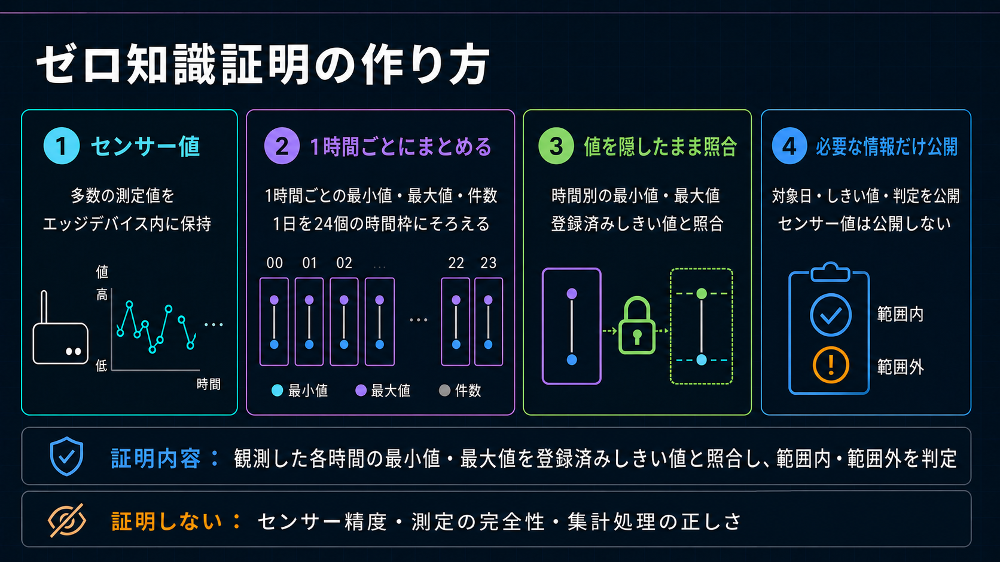 ゼロ知識証明の作り方
1 センサー値
多数の測定値を
エッジデバイス内に保持
値
高
低
時間
…
2 1時間ごとにまとめる
1時間ごとの最小値・最大値・件数
1日を24個の時間枠にそろえる
00 01 02 … 22 23
…
最小値 最大値 件数
3 値を隠したまま照合
時間別の最小値・最大値
登録済みしきい値と照合
4 必要な情報だけ公開
対象日・しきい値・判定を公開
センサー値は公開しない
範囲内
範囲外
証明内容： 観測した各時間の最小値・最大値を登録済みしきい値と照合し、範囲内・範囲外を判定
証明しない： センサー精度・測定の完全性・集計処理の正しさ